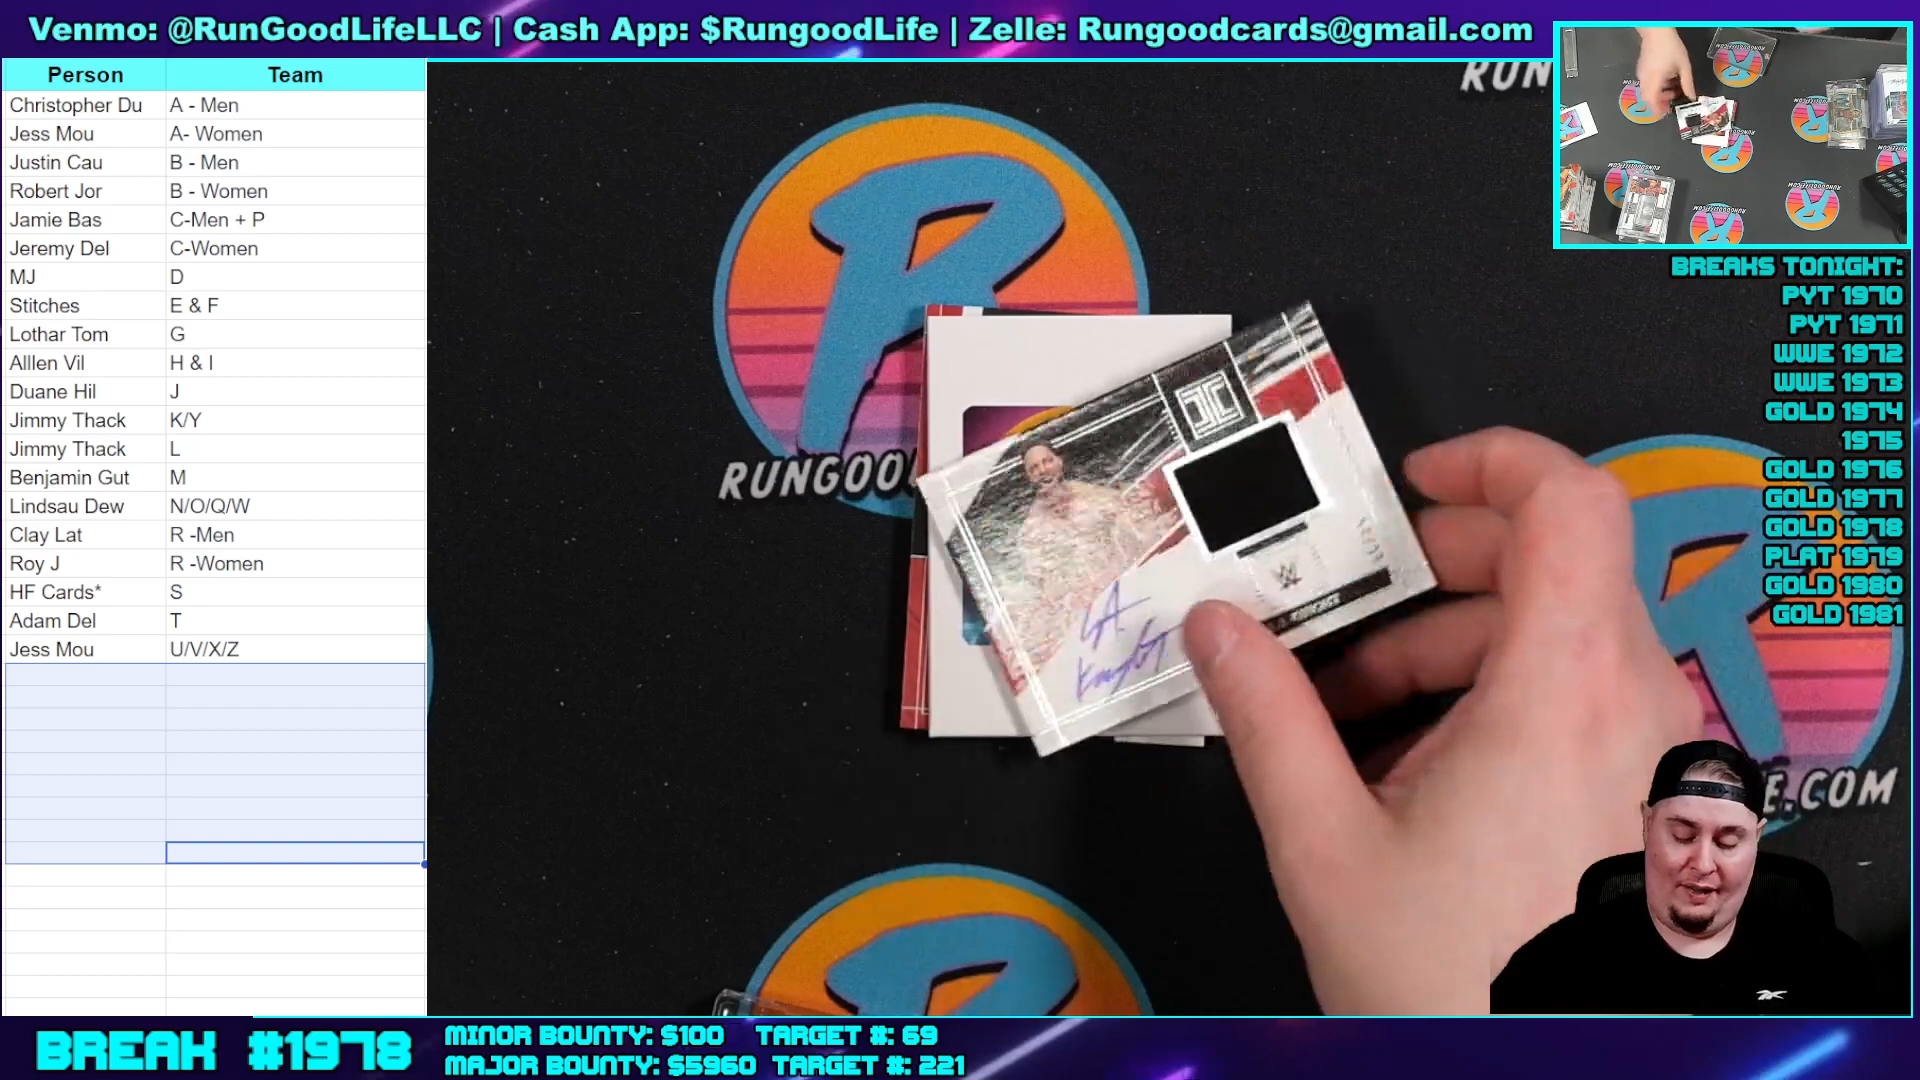 Venmo: @RunGoodLifeLLC | Cash App: $RungoodLife | Zelle: Rungoodcards@gmail.com
Person Team
Christopher Du A - Men
Jess Mou A- Women
Justin Cau B - Men
Robert Jor B - Women
Jamie Bas C-Men + P
Jeremy Del C-Women
MJ D
Stitches E & F
Lothar Tom G
Alllen Vil H & I
Duane Hil J
Jimmy Thack K/Y
Jimmy Thack L
Benjamin Gut M
Lindsau Dew N/O/Q/W
Clay Lat R -Men
Roy J R -Women
HF Cards* S
Adam Del T
Jess Mou U/V/X/Z
RUN
RUNGOO
LA
Knight
E.COM
BREAKS TONIGHT:
PYT 1970
PYT 1971
WWE 1972
WWE 1973
GOLD 1974
1975
GOLD 1976
GOLD 1977
GOLD 1978
PLAT 1979
GOLD 1980
GOLD 1981
BREAK #1978
MINOR BOUNTY: $100 TARGET #: 69
MAJOR BOUNTY: $5960 TARGET #: 221